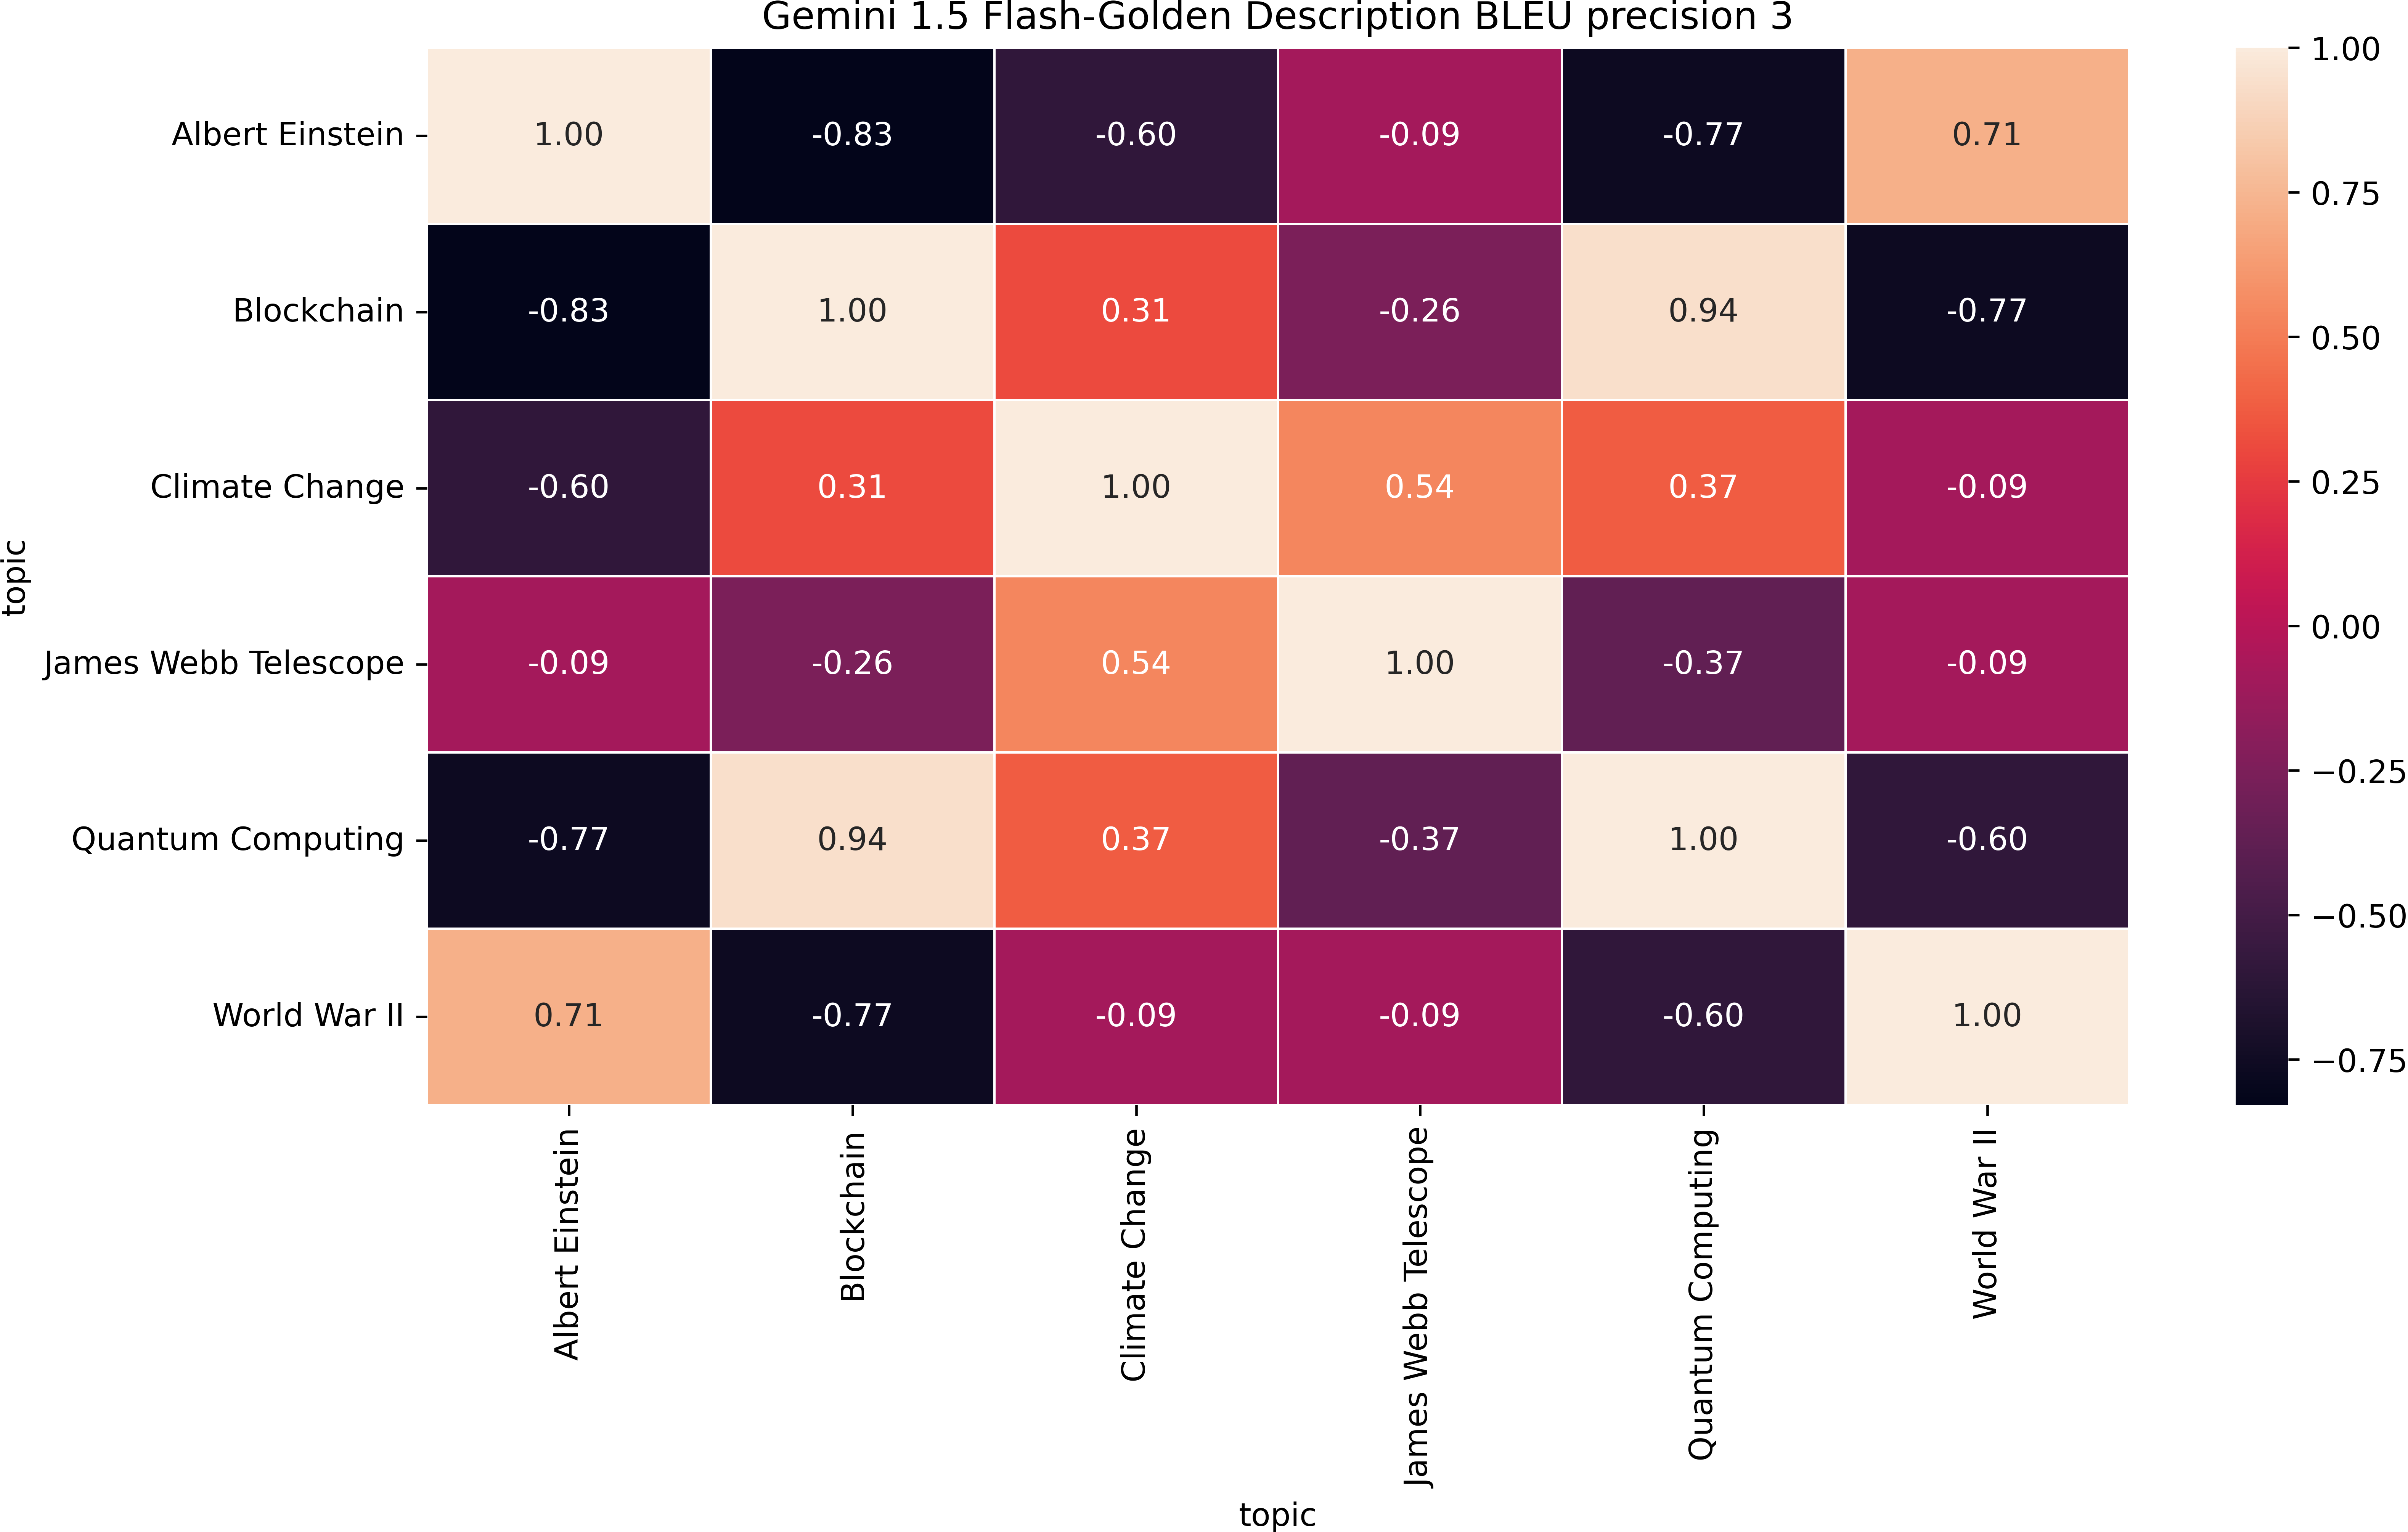 Gemini 1.5 Flash-Golden Description BLEU precision 3
topic
Albert Einstein 1.00 -0.83 -0.60 -0.09 -0.77 0.71
Blockchain -0.83 1.00 0.31 -0.26 0.94 -0.77
Climate Change -0.60 0.31 1.00 0.54 0.37 -0.09
James Webb Telescope -0.09 -0.26 0.54 1.00 -0.37 -0.09
Quantum Computing -0.77 0.94 0.37 -0.37 1.00 -0.60
World War II 0.71 -0.77 -0.09 -0.09 -0.60 1.00
Albert Einstein
Blockchain
Climate Change
James Webb Telescope
Quantum Computing
World War II
topic
1.00
0.75
0.50
0.25
0.00
−0.25
−0.50
−0.75